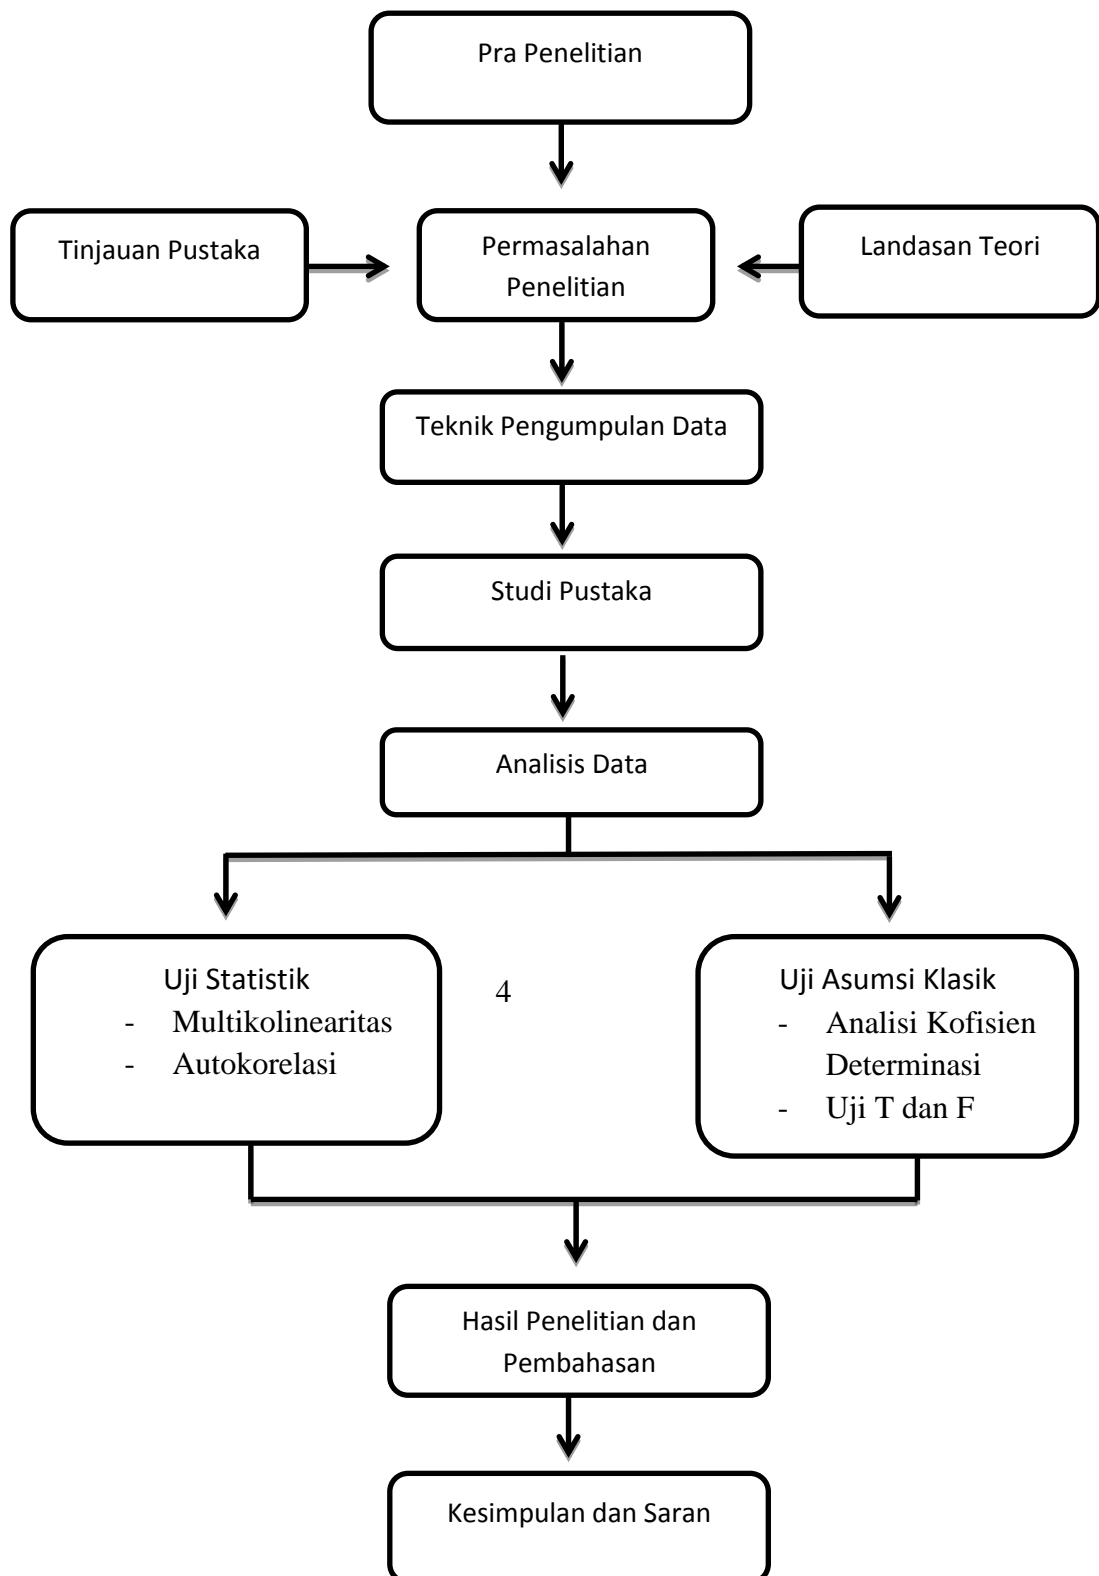 Pra Penelitian
Tinjauan Pustaka
Permasalahan
Penelitian
Landasan Teori
Teknik Pengumpulan Data
Studi Pustaka
Analisis Data
Uji Statistik
- Multikolinearitas
- Autokorelasi
4
Uji Asumsi Klasik
- Analisi Kofisien
Determinasi
- Uji T dan F
Hasil Penelitian dan
Pembahasan
Kesimpulan dan Saran